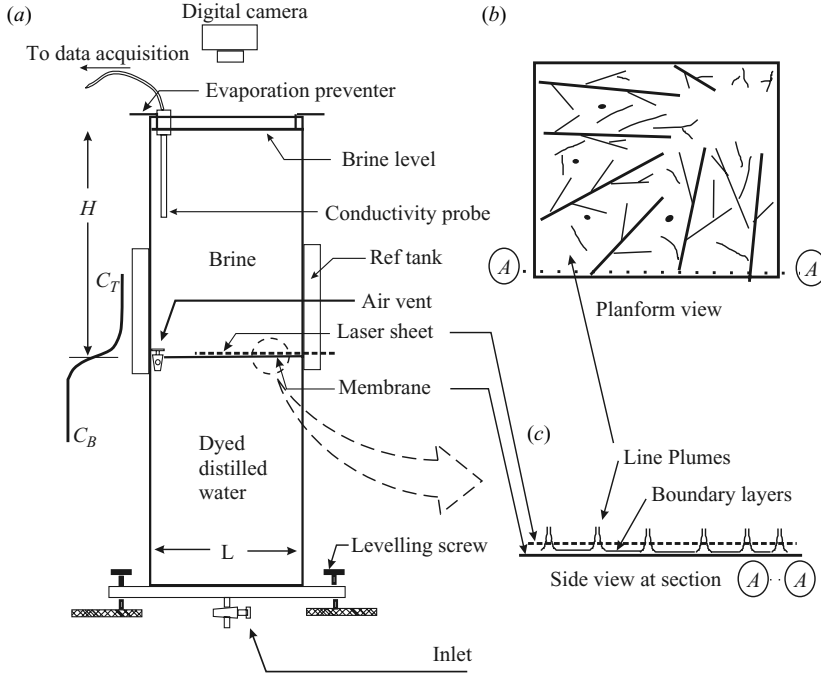 (a)
Digital camera
To data acquisition
Evaporation preventer
Brine level
H
Conductivity probe
Brine
Ref tank
C_T
Air vent
Laser sheet
Membrane
C_B
Dyed
distilled
water
L
Levelling screw
Inlet
(b)
A
A
Planform view
(c)
Line Plumes
Boundary layers
Side view at section A·· A